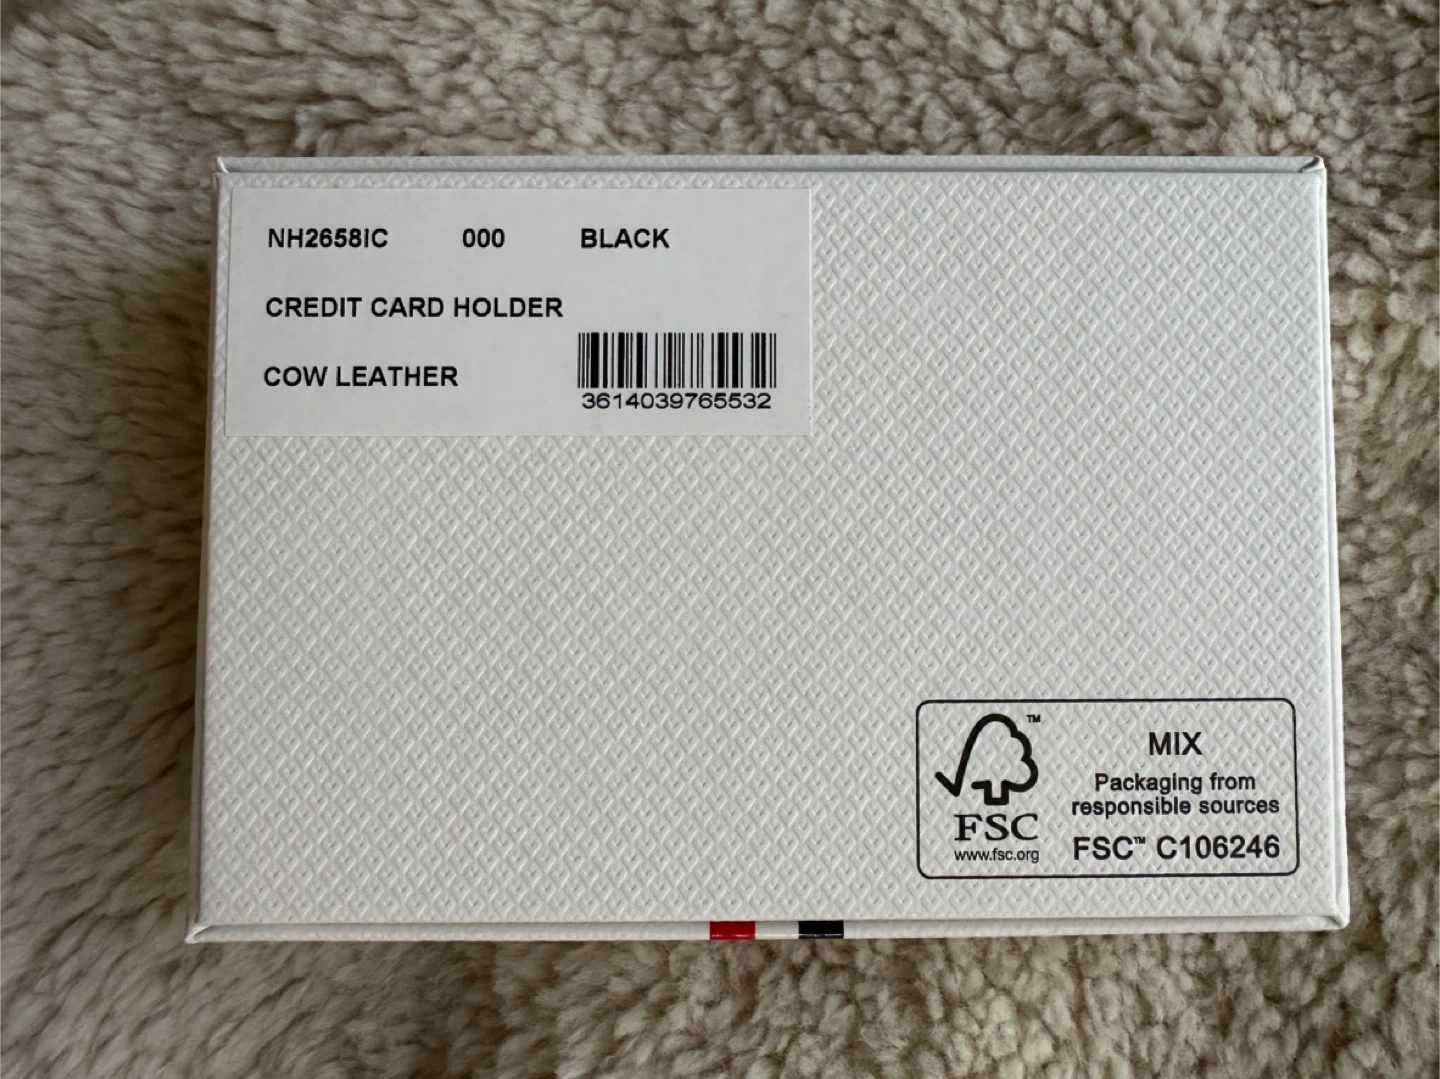 NH2658IC 000 BLACK
CREDIT CARD HOLDER
COW LEATHER
3614039765532
™
FSC
www.fsc.org
MIX
Packaging from
responsible sources
FSC™ C106246